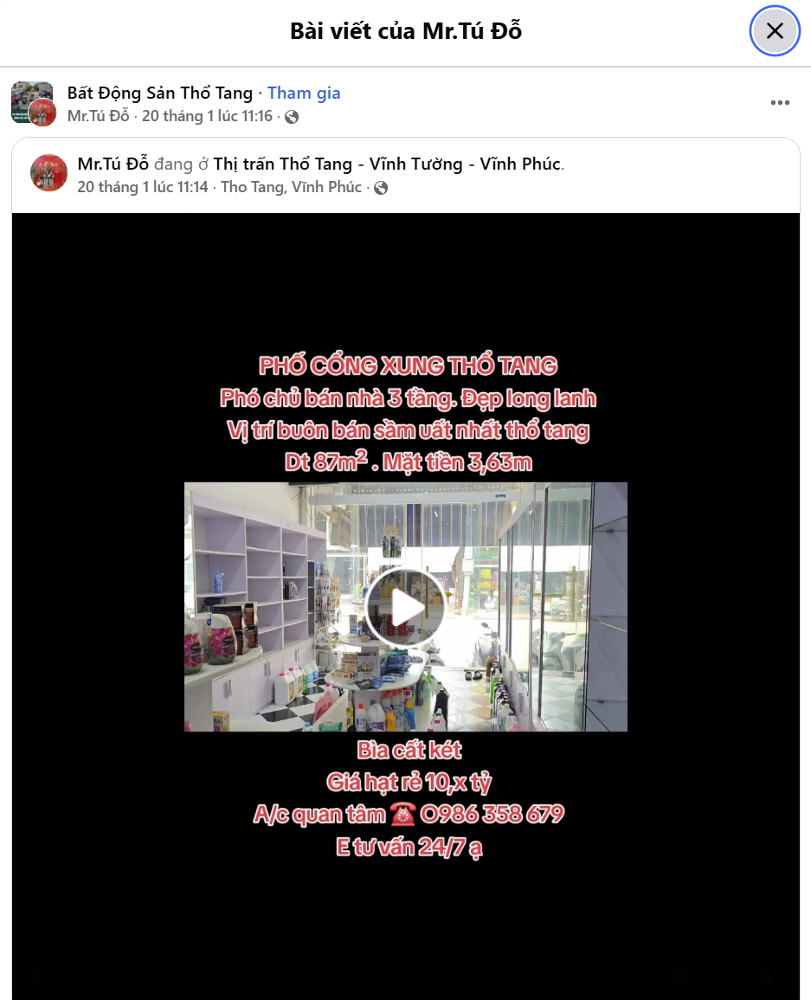 Bài viết của Mr.Tú Đỗ
Bất Động Sản Thổ Tang · Tham gia
Mr.Tú Đỗ · 20 tháng 1 lúc 11:16 ·
Mr.Tú Đỗ đang ở Thị trấn Thổ Tang - Vĩnh Tường - Vĩnh Phúc.
20 tháng 1 lúc 11:14 · Tho Tang, Vĩnh Phúc ·
PHỐ CỔNG XUNG THỔ TANG
Phó chủ bán nhà 3 tầng. Đẹp long lanh
Vị trí buôn bán sầm uất nhất thổ tang
Dt 87m² . Mặt tiền 3,63m
Bìa cất két
Giá hạt rẻ 10,x tỷ
A/c quan tâm ☎️ 0986 358 679
E tư vấn 24/7 ạ